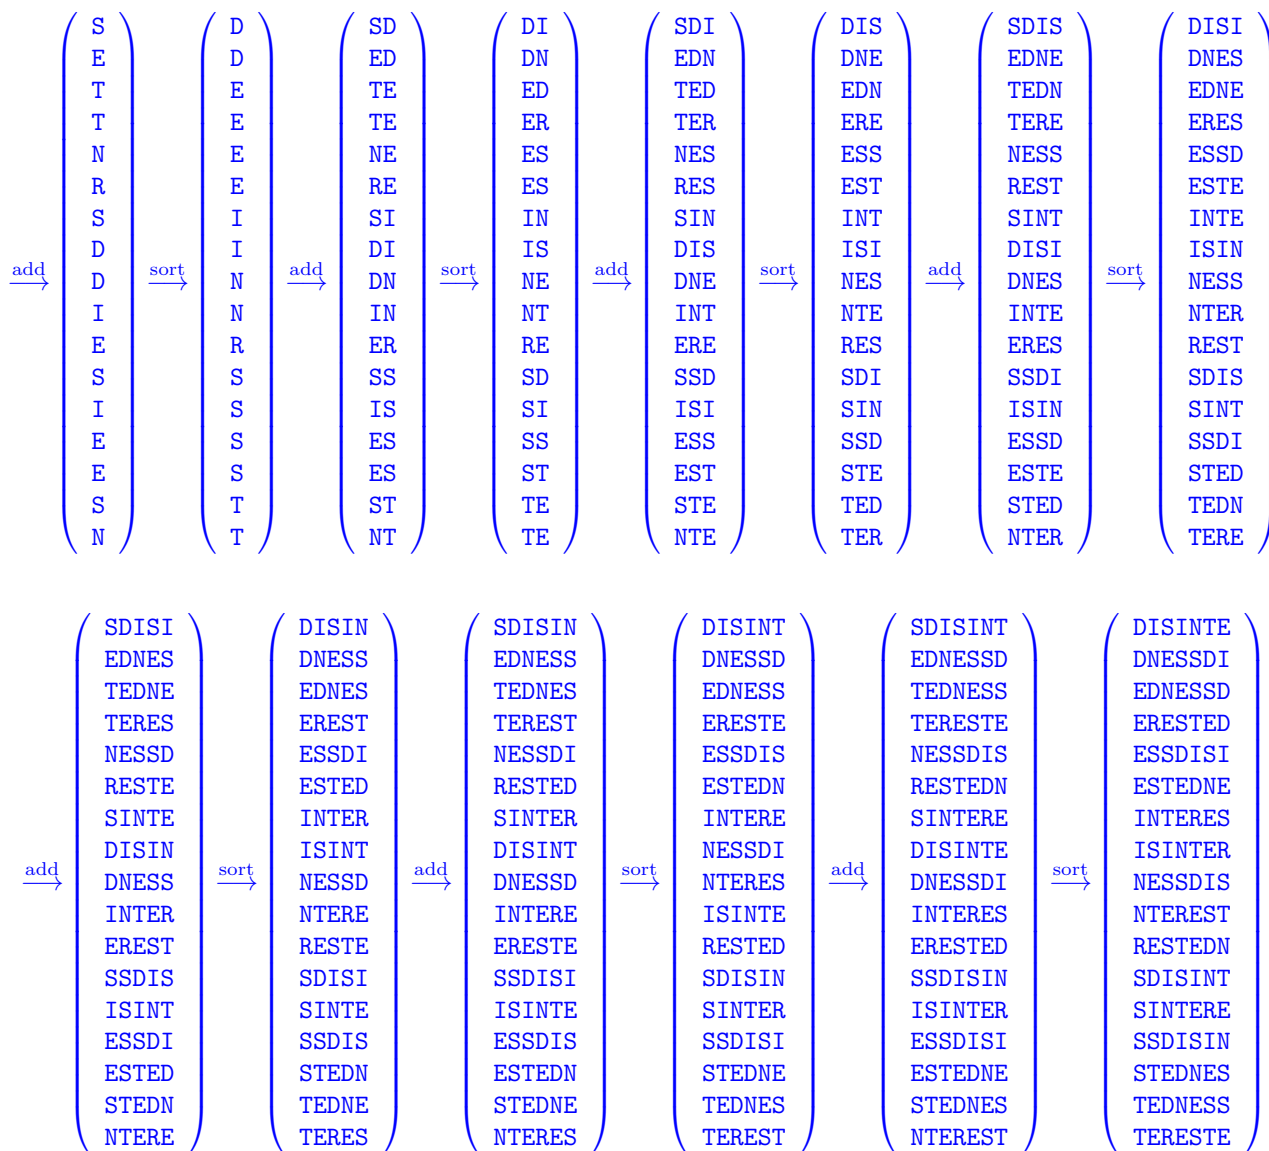 S D SD DI SDI DIS SDIS DISI
E D ED DN EDN DNE EDNE DNES
T E TE ED TED EDN TEDN EDNE
T E TE ER TER ERE TERE ERES
N E NE ES NES ESS NESS ESSD
R E RE ES RES EST REST ESTE
S I SI IN SIN INT SINT INTE
D I DI IS DIS ISI DISI ISIN
add sort add sort add sort add sort
D N DN NE DNE NES DNES NESS
I N IN NT INT NTE INTE NTER
E R ER RE ERE RES ERES REST
S S SS SD SSD SDI SSDI SDIS
I S IS SI ISI SIN ISIN SINT
E S ES SS ESS SSD ESSD SSDI
E S ES ST EST STE ESTE STED
S T ST TE STE TED STED TEDN
N T NT TE NTE TER NTER TERE
SDISI DISIN SDISIN DISINT SDISINT DISINTE
EDNES DNESS EDNESS DNESSD EDNESSD DNESSDI
TEDNE EDNES TEDNES EDNESS TEDNESS EDNESSD
TERES EREST TEREST ERESTE TERESTE ERESTED
NESSD ESSDI NESSDI ESSDIS NESSDIS ESSDISI
RESTE ESTED RESTED ESTEDN RESTEDN ESTEDNE
SINTE INTER SINTER INTERE SINTERE INTERES
DISIN ISINT DISINT NESSDI DISINTE ISINTER
add sort add sort add sort
DNESS NESSD DNESSD NTERES DNESSDI NESSDIS
INTER NTERE INTERE ISINTE INTERES NTEREST
EREST RESTE ERESTE RESTED ERESTED RESTEDN
SSDIS SDISI SSDISI SDISIN SSDISIN SDISINT
ISINT SINTE ISINTE SINTER ISINTER SINTERE
ESSDI SSDIS ESSDIS SSDISI ESSDISI SSDISIN
ESTED STEDN ESTEDN STEDNE ESTEDNE STEDNES
STEDN TEDNE STEDNE TEDNES STEDNES TEDNESS
NTERE TERES NTERES TEREST NTEREST TERESTE